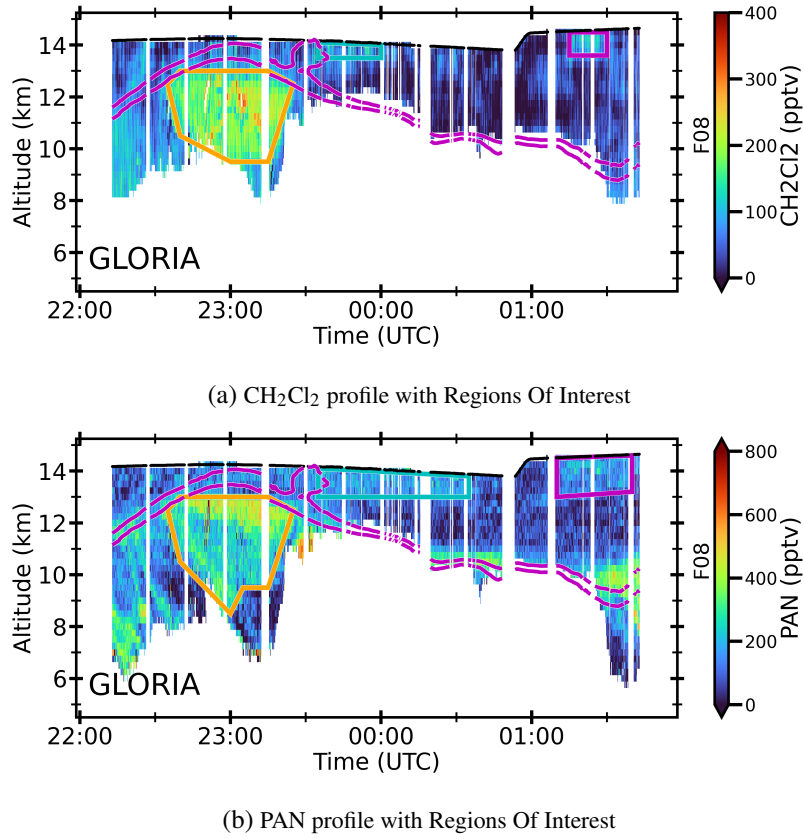 14
12
10
8
6
Altitude (km)
GLORIA
22:00 23:00 00:00 01:00
Time (UTC)
400
300
200
100
0
F08
CH2Cl2 (pptv)
(a) CH₂Cl₂ profile with Regions Of Interest
14
12
10
8
6
Altitude (km)
GLORIA
22:00 23:00 00:00 01:00
Time (UTC)
800
600
400
200
0
F08
PAN (pptv)
(b) PAN profile with Regions Of Interest